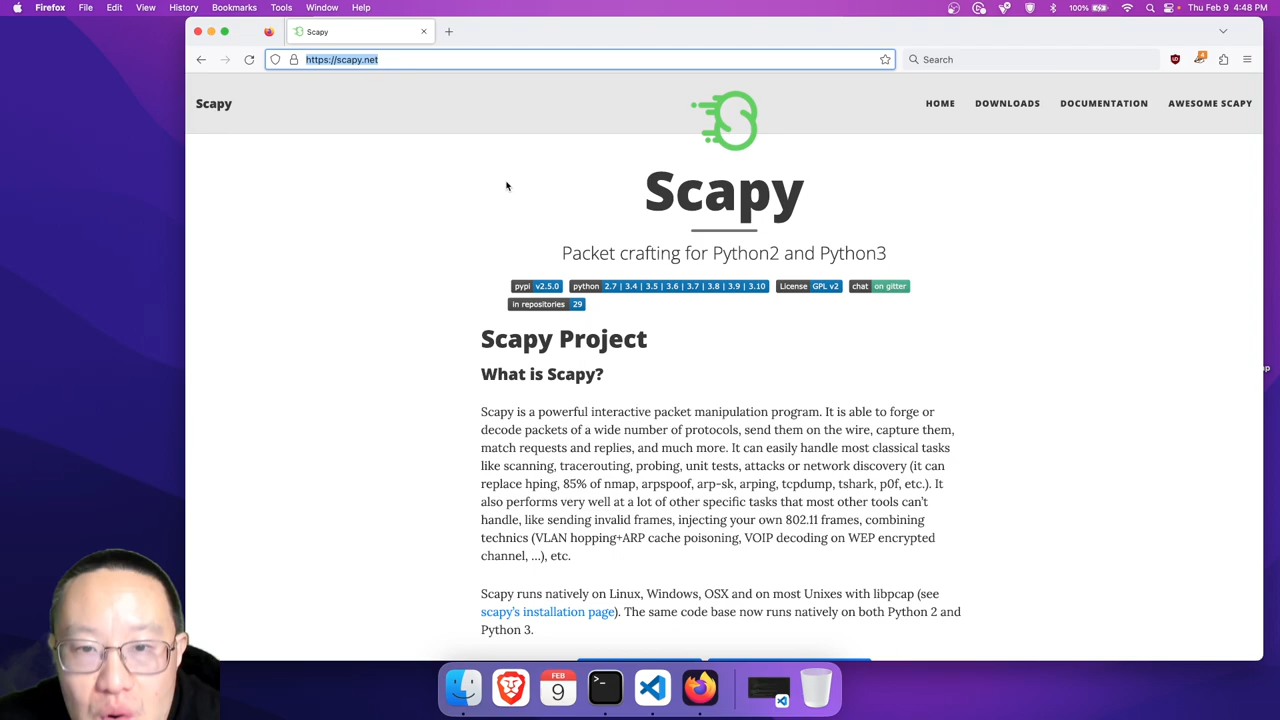 Firefox File Edit View History Bookmarks Tools Window Help 100% Thu Feb 9 4:48 PM
Scapy
https://scapy.net Search
Scapy HOME DOWNLOADS DOCUMENTATION AWESOME SCAPY
Scapy
Packet crafting for Python2 and Python3
pypi v2.5.0 python 2.7 | 3.4 | 3.5 | 3.6 | 3.7 | 3.8 | 3.9 | 3.10 License GPL v2 chat on gitter
in repositories 29
Scapy Project
What is Scapy?
Scapy is a powerful interactive packet manipulation program. It is able to forge or
decode packets of a wide number of protocols, send them on the wire, capture them,
match requests and replies, and much more. It can easily handle most classical tasks
like scanning, tracerouting, probing, unit tests, attacks or network discovery (it can
replace hping, 85% of nmap, arpspoof, arp-sk, arping, tcpdump, tshark, p0f, etc.). It
also performs very well at a lot of other specific tasks that most other tools can't
handle, like sending invalid frames, injecting your own 802.11 frames, combining
technics (VLAN hopping+ARP cache poisoning, VOIP decoding on WEP encrypted
channel, ...), etc.
Scapy runs natively on Linux, Windows, OSX and on most Unixes with libpcap (see
scapy's installation page). The same code base now runs natively on both Python 2 and
Python 3.
FEB
9